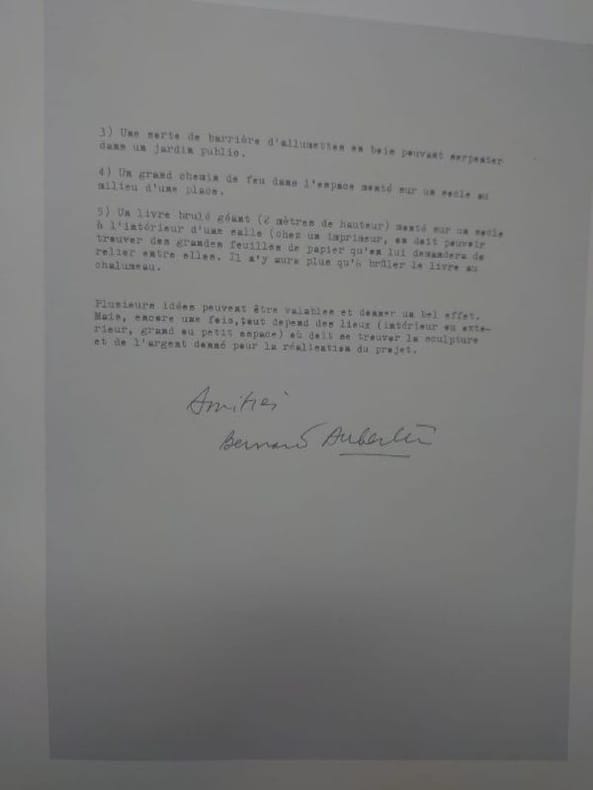 3) Une sorte de barrière d'allumettes en bois pouvant serpenter
dans un jardin public.
4) Un grand chemin de feu dans l'espace monté sur un socle au
milieu d'une place.
5) Un livre brulé géant (2 mètres de hauteur) monté sur un socle
à l'intérieur d'une salle (chez un imprimeur, on doit pouvoir
trouver des grandes feuilles de papier qu'on lui demandera de
relier entre elles. Il n'y aura plus qu'à brûler le livre au
chalumeau.
Plusieurs idées peuvent être valables et donner un bel effet.
Mais, encore une fois,tout depend des lieux (intérieur ou exté-
rieur, grand ou petit espace) où doit se trouver la sculpture
et de l'argent donné pour la réalisation du projet.
Amitiés
Bernard Aubertin